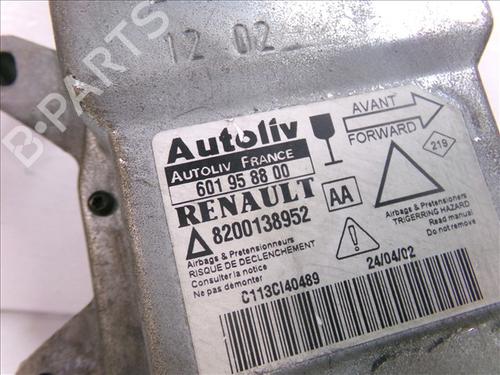 12 02
B-PARTS
Autoliv
AUTOLIV FRANCE
601 95 88 00
RENAULT
AA
8200138952
AVANT
FORWARD
219
Airbags & Pretensionneurs
RISQUE DE DECLENCHEMENT
Consulter la notice
Ne pas démonter
Airbags & Pretensioners
TRIGERRING HAZARD
Read manual
Do not remove
24/04/02
C113CI40489